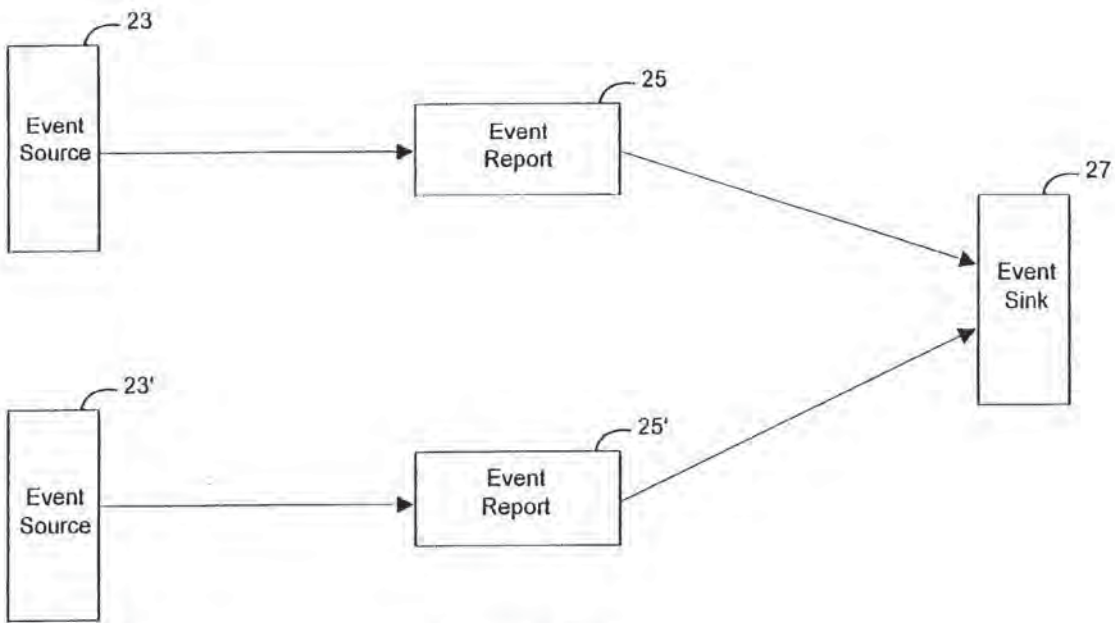 23
Event
Source
25
Event
Report
27
Event
Sink
23'
Event
Source
25'
Event
Report